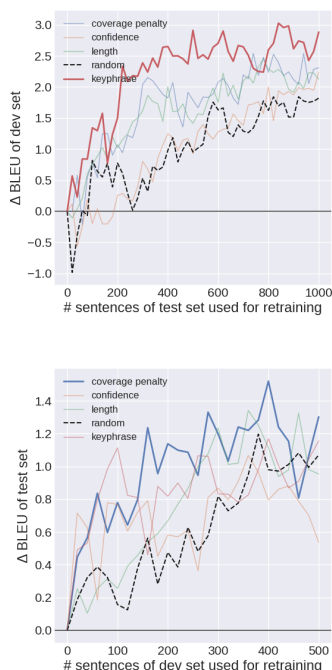 3.0
2.5
2.0
1.5
1.0
0.5
0.0
−0.5
−1.0
Δ BLEU of dev set
coverage penalty
confidence
length
random
keyphrase
0 200 400 600 800 1000
# sentences of test set used for retraining
1.4
1.2
1.0
0.8
0.6
0.4
0.2
0.0
Δ BLEU of test set
coverage penalty
confidence
length
random
keyphrase
0 100 200 300 400 500
# sentences of dev set used for retraining